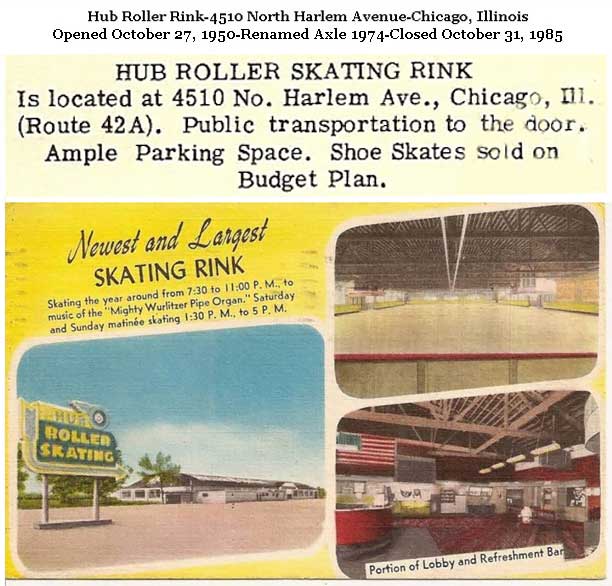 Hub Roller Rink-4510 North Harlem Avenue-Chicago, Illinois
Opened October 27, 1950-Renamed Axle 1974-Closed October 31, 1985
HUB ROLLER SKATING RINK
Is located at 4510 No. Harlem Ave., Chicago, Ill.
(Route 42A). Public transportation to the door.
Ample Parking Space. Shoe Skates sold on
Budget Plan.
Newest and Largest
SKATING RINK
Skating the year around from 7:30 to 11:00 P. M., to
music of the "Mighty Wurlitzer Pipe Organ." Saturday
and Sunday matinée skating 1:30 P. M., to 5 P. M.
HUB
ROLLER
SKATING
Portion of Lobby and Refreshment Bar